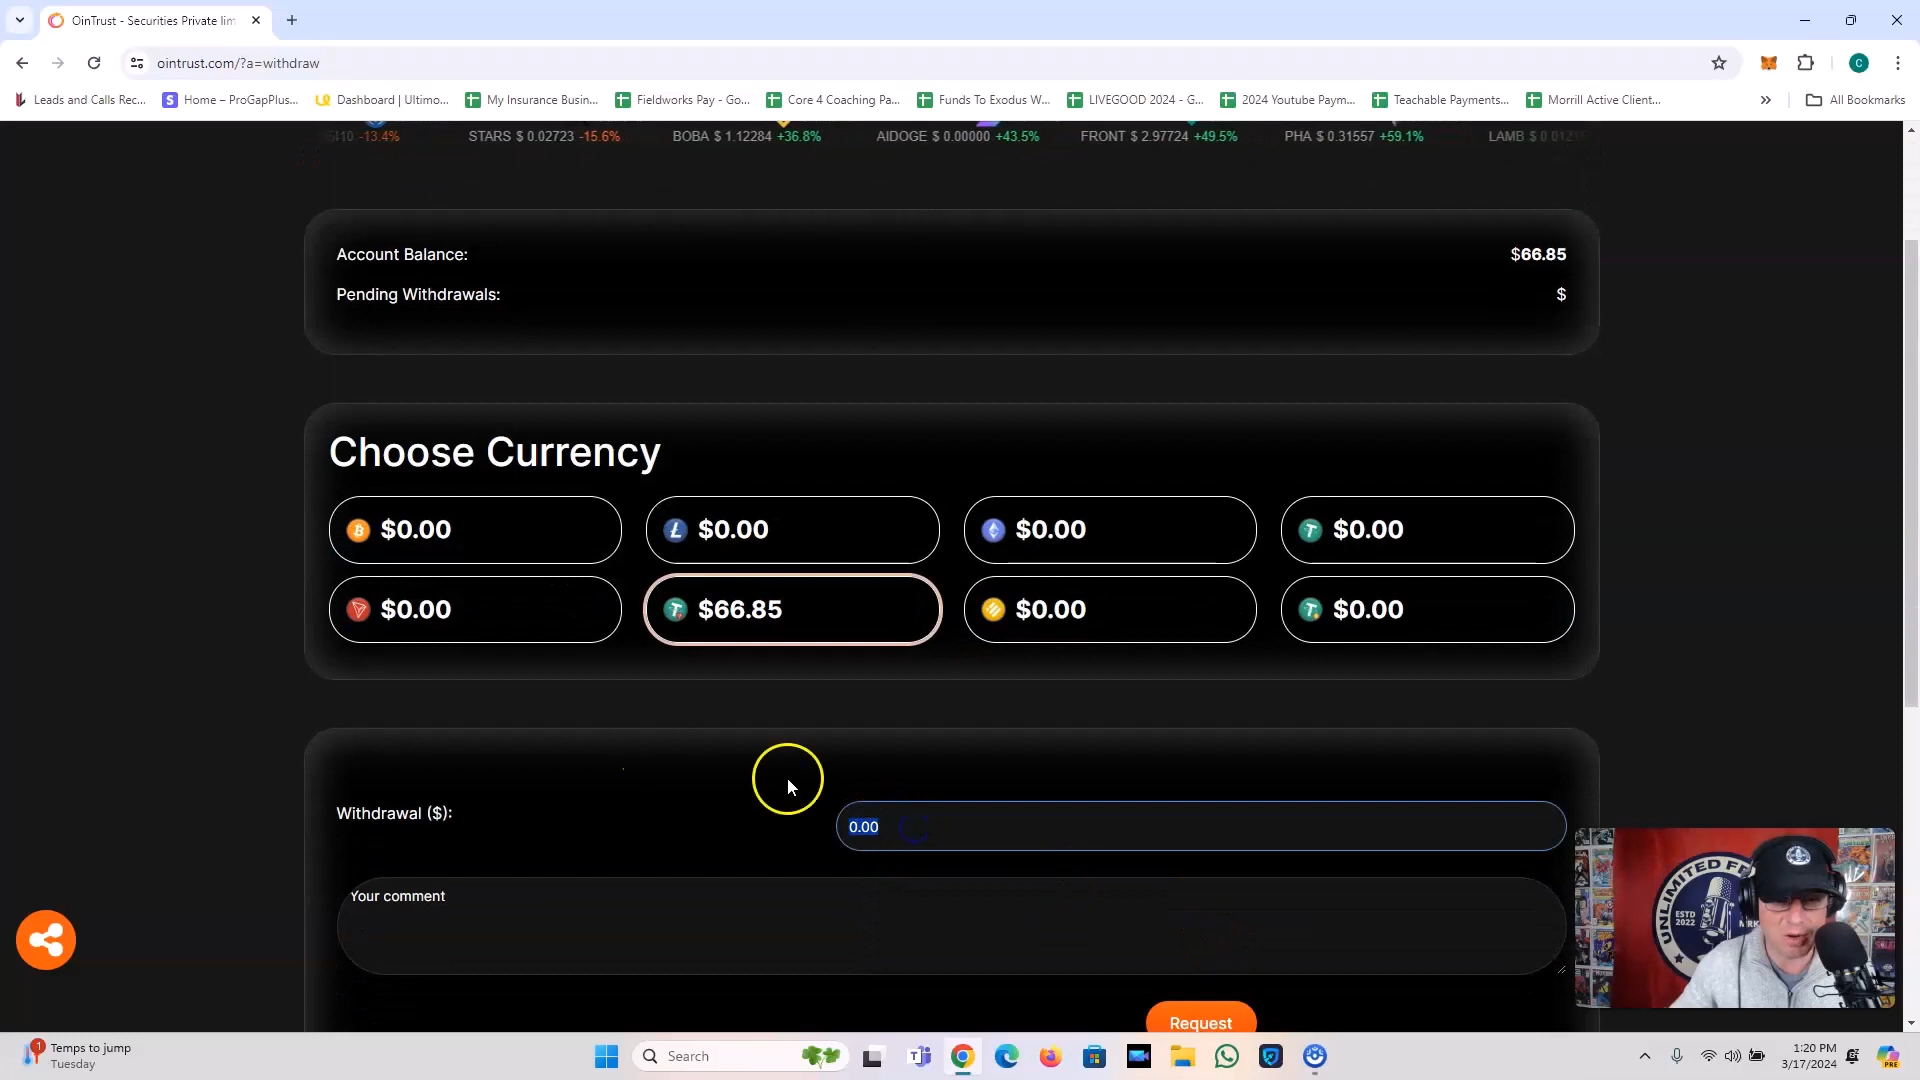 OinTrust - Securities Private lim
ointrust.com/?a=withdraw
C
Leads and Calls Rec...
Home – ProGapPlus...
Dashboard | Ultimo...
My Insurance Busin...
Fieldworks Pay - Go...
Core 4 Coaching Pa...
Funds To Exodus W...
LIVEGOOD 2024 - G...
2024 Youtube Paym...
Teachable Payments...
Morrill Active Client...
All Bookmarks
-13.4%
STARS $ 0.02723 -15.6%
BOBA $ 1.12284 +36.8%
AIDOGE $ 0.00000 +43.5%
FRONT $ 2.97724 +49.5%
PHA $ 0.31557 +59.1%
LAMB
Account Balance:
$66.85
Pending Withdrawals:
$
Choose Currency
$0.00
$0.00
$0.00
$0.00
$0.00
$66.85
$0.00
$0.00
Withdrawal ($):
0.00
Your comment
Request
ESTD
2022
Temps to jump
Tuesday
Search
1:20 PM
3/17/2024